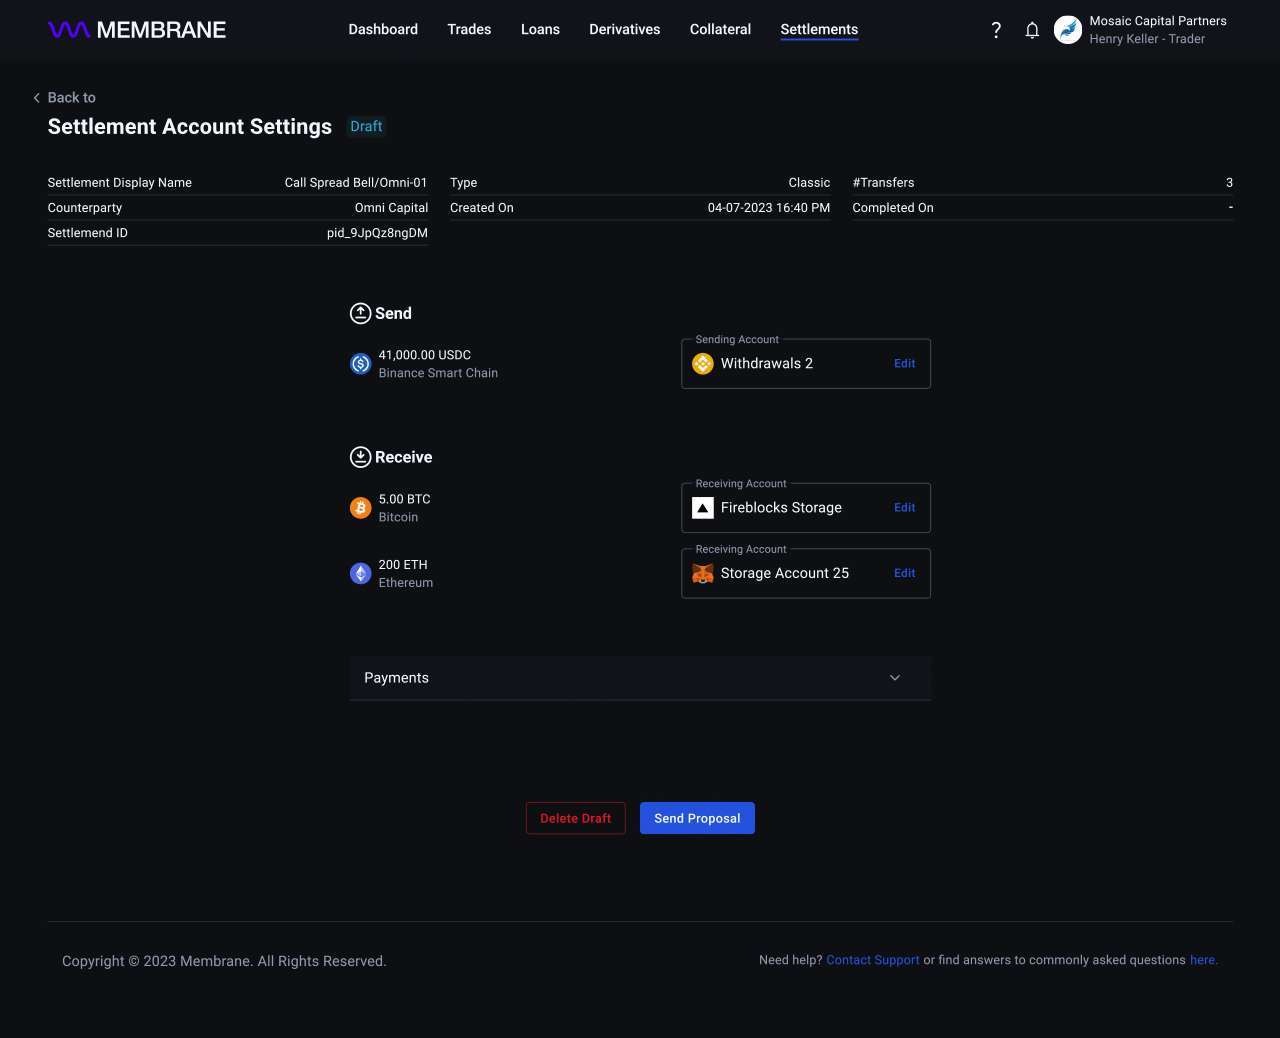 MEMBRANE
Dashboard Trades Loans Derivatives Collateral Settlements
?
Mosaic Capital Partners
Henry Keller - Trader
Back to
Settlement Account Settings Draft
Settlement Display Name Call Spread Bell/Omni-01 Type Classic #Transfers 3
Counterparty Omni Capital Created On 04-07-2023 16:40 PM Completed On -
Settlemend ID pid_9JpQz8ngDM
Send
Sending Account
41,000.00 USDC
Withdrawals 2 Edit
Binance Smart Chain
Receive
Receiving Account
5.00 BTC
Fireblocks Storage Edit
Bitcoin
Receiving Account
200 ETH
Storage Account 25 Edit
Ethereum
Payments
Delete Draft Send Proposal
Copyright © 2023 Membrane. All Rights Reserved. Need help? Contact Support or find answers to commonly asked questions here.